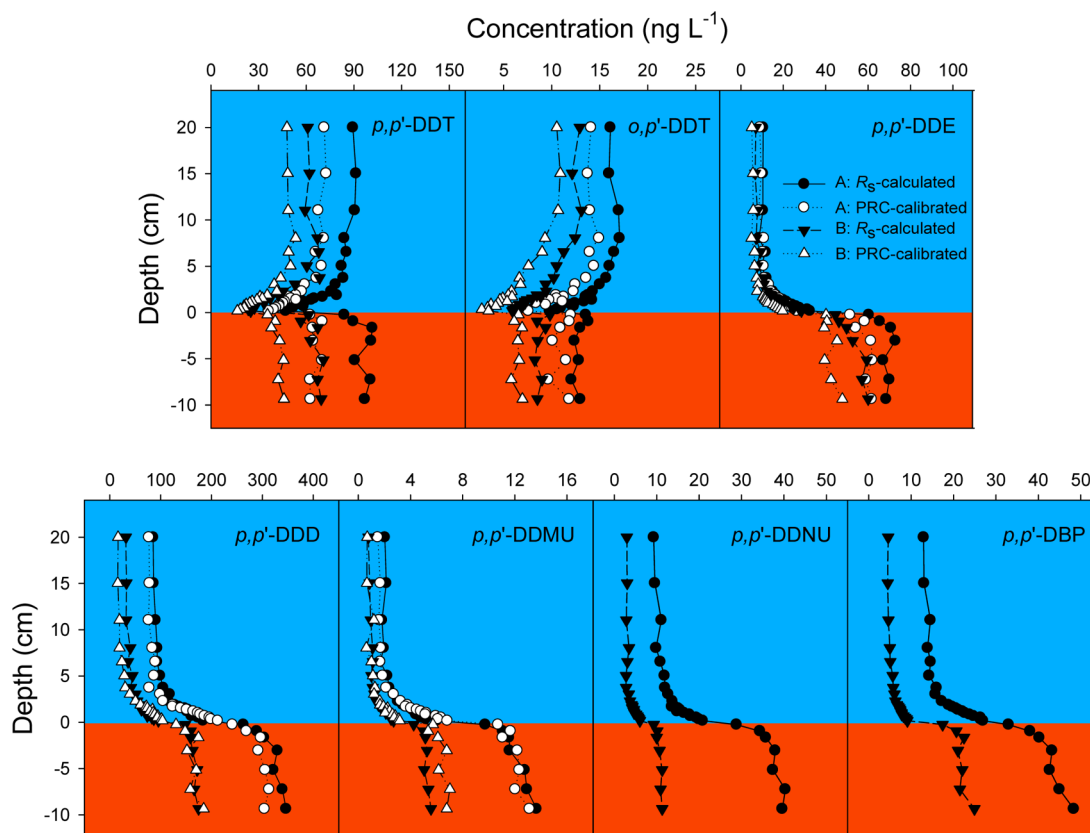 Concentration (ng L-1)
0 30 60 90 120 150 5 10 15 20 25 0 20 40 60 80 100
p,p'-DDT o,p'-DDT p,p'-DDE
A: Rs-calculated
A: PRC-calibrated
B: Rs-calculated
B: PRC-calibrated
Depth (cm)
20
15
10
5
0
-5
-10
0 100 200 300 400 0 4 8 12 16 0 10 20 30 40 50 0 10 20 30 40 50
p,p'-DDD p,p'-DDMU p,p'-DDNU p,p'-DBP
Depth (cm)
20
15
10
5
0
-5
-10